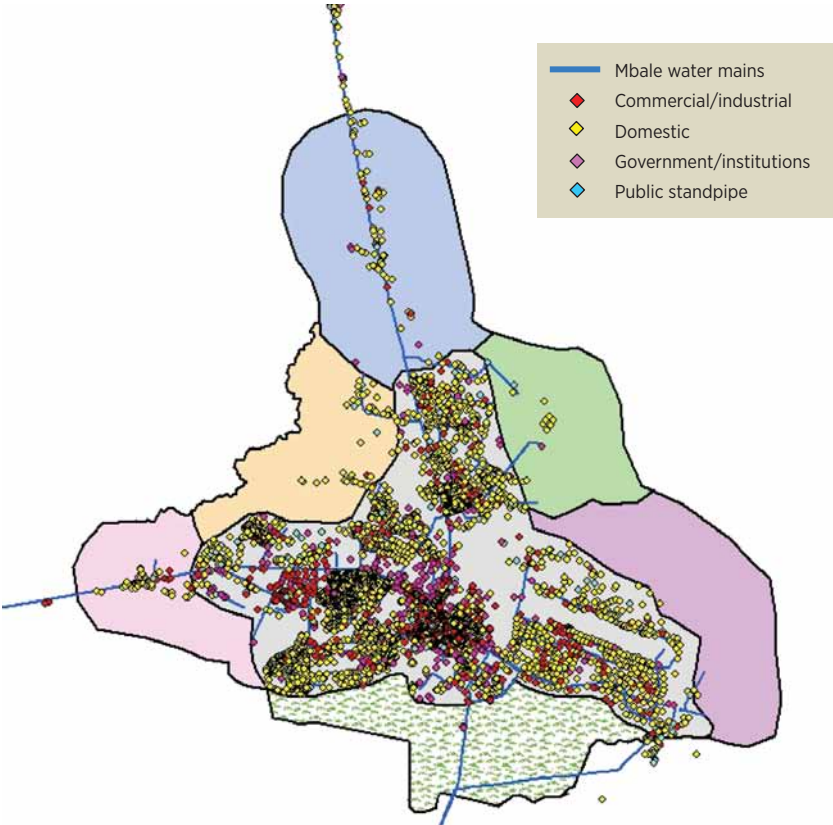 Mbale water mains
Commercial/industrial
Domestic
Government/institutions
Public standpipe